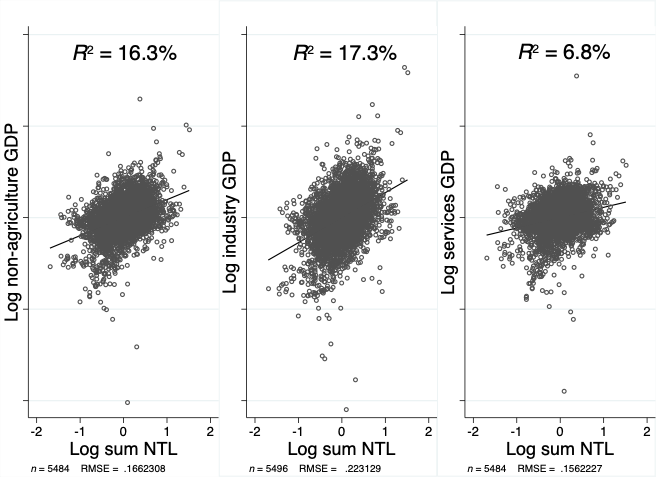 R² = 16.3%
Log non-agriculture GDP
-2 -1 0 1 2
Log sum NTL
n = 5484 RMSE = .1662308
R² = 17.3%
Log industry GDP
-2 -1 0 1 2
Log sum NTL
n = 5496 RMSE = .223129
R² = 6.8%
Log services GDP
-2 -1 0 1 2
Log sum NTL
n = 5484 RMSE = .1562227